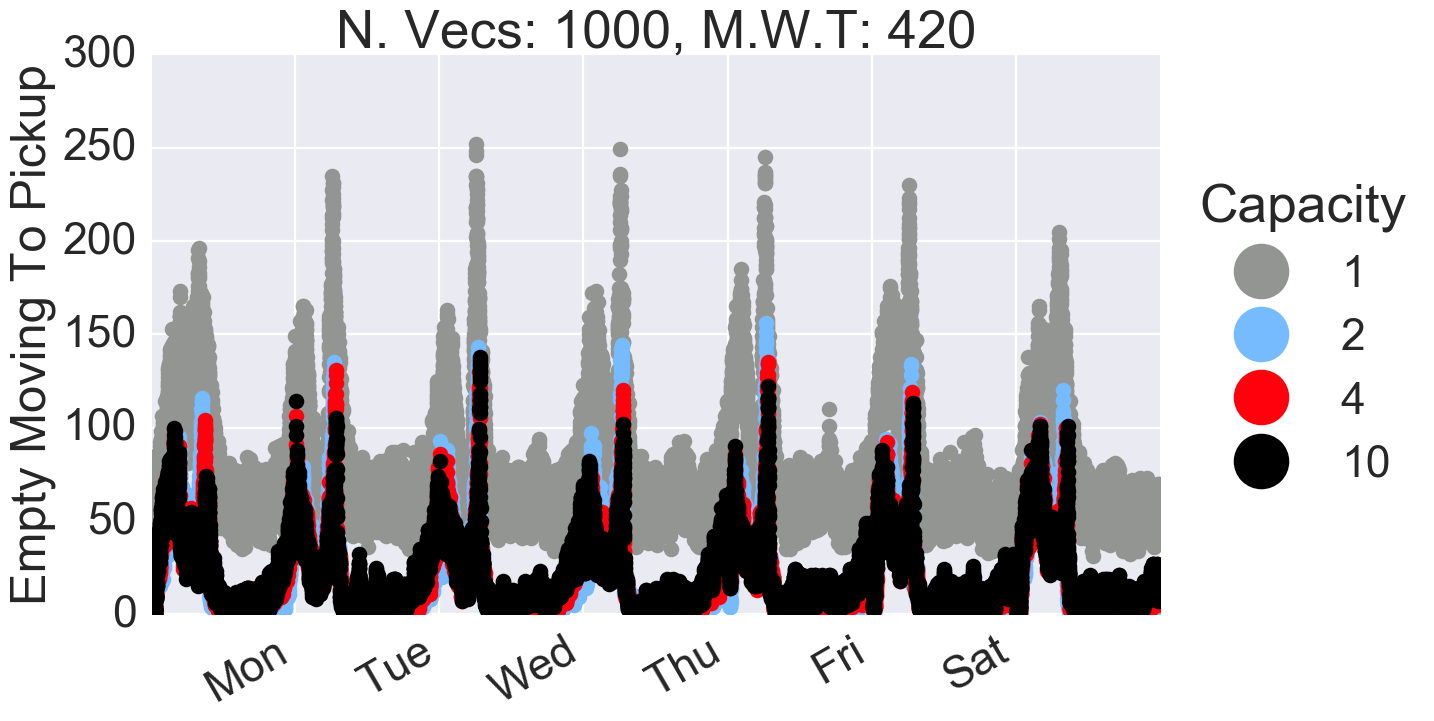 N. Vecs: 1000, M.W.T: 420
Empty Moving To Pickup
300
250
200
150
100
50
0
Mon
Tue
Wed
Thu
Fri
Sat
Capacity
1
2
4
10